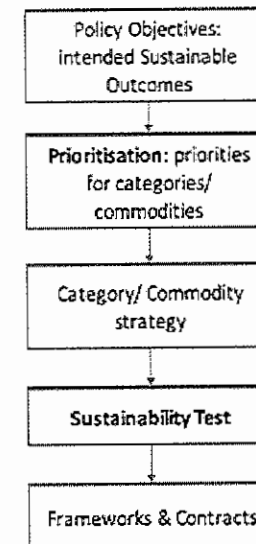 Policy Objectives:
intended Sustainable
Outcomes
Prioritisation: priorities
for categories/
commodities
Category/ Commodity
strategy
Sustainability Test
Frameworks & Contracts